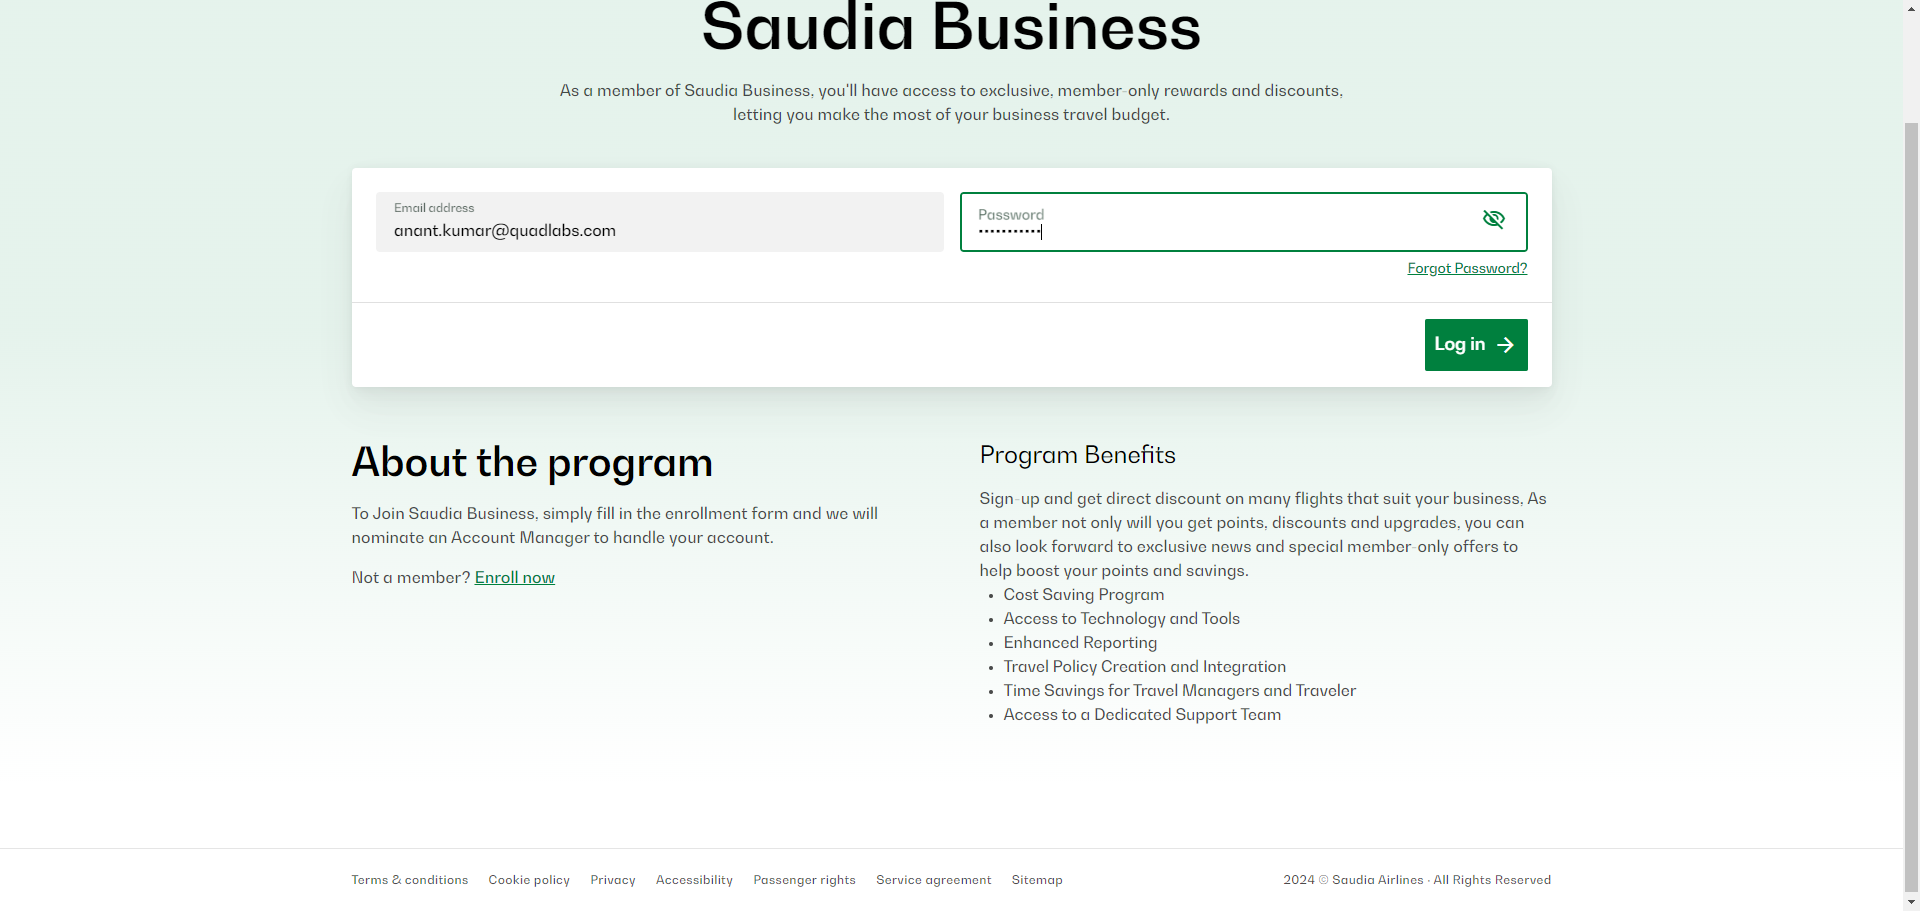 Saudia Business
As a member of Saudia Business, you'll have access to exclusive, member-only rewards and discounts,
letting you make the most of your business travel budget.
Email address
anant.kumar@quadlabs.com
Password
•••••••••••
Forgot Password?
Log in
About the program
To Join Saudia Business, simply fill in the enrollment form and we will
nominate an Account Manager to handle your account.
Not a member? Enroll now
Program Benefits
Sign-up and get direct discount on many flights that suit your business, As
a member not only will you get points, discounts and upgrades, you can
also look forward to exclusive news and special member-only offers to
help boost your points and savings.
• Cost Saving Program
• Access to Technology and Tools
• Enhanced Reporting
• Travel Policy Creation and Integration
• Time Savings for Travel Managers and Traveler
• Access to a Dedicated Support Team
Terms & conditions Cookie policy Privacy Accessibility Passenger rights Service agreement Sitemap
2024 © Saudia Airlines · All Rights Reserved